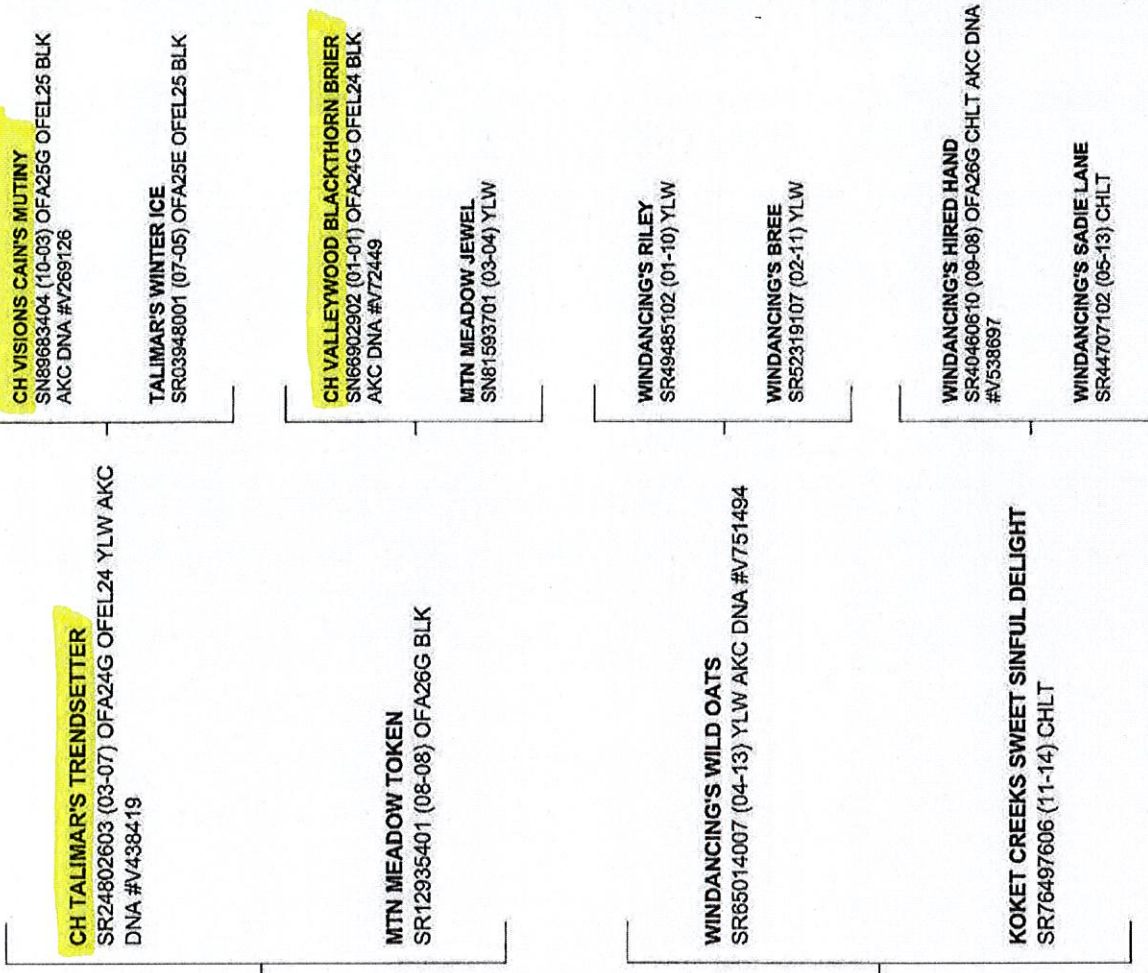 CH TALIMAR'S TRENDSETTER
SR24802603 (03-07) OFA24G OFEL24 YLW AKC
DNA #V438419
MTN MEADOW TOKEN
SR12935401 (08-08) OFA26G BLK
WINDANCING'S WILD OATS
SR65014007 (04-13) YLW AKC DNA #V751494
KOKET CREEKS SWEET SINFUL DELIGHT
SR76497606 (11-14) CHLT
CH VISIONS CAIN'S MUTINY
SN89683404 (10-03) OFA25G OFEL25 BLK
AKC DNA #V269126
TALIMAR'S WINTER ICE
SR03948001 (07-05) OFA25E OFEL25 BLK
CH VALLEYWOOD BLACKTHORN BRIER
SN66902902 (01-01) OFA24G OFEL24 BLK
AKC DNA #V72449
MTN MEADOW JEWEL
SN81593701 (03-04) YLW
WINDANCING'S RILEY
SR49485102 (01-10) YLW
WINDANCING'S BREE
SR52319107 (02-11) YLW
WINDANCING'S HIRED HAND
SR40460610 (09-08) OFA26G CHLT AKC DNA
#V538697
WINDANCING'S SADIE LANE
SR44707102 (05-13) CHLT